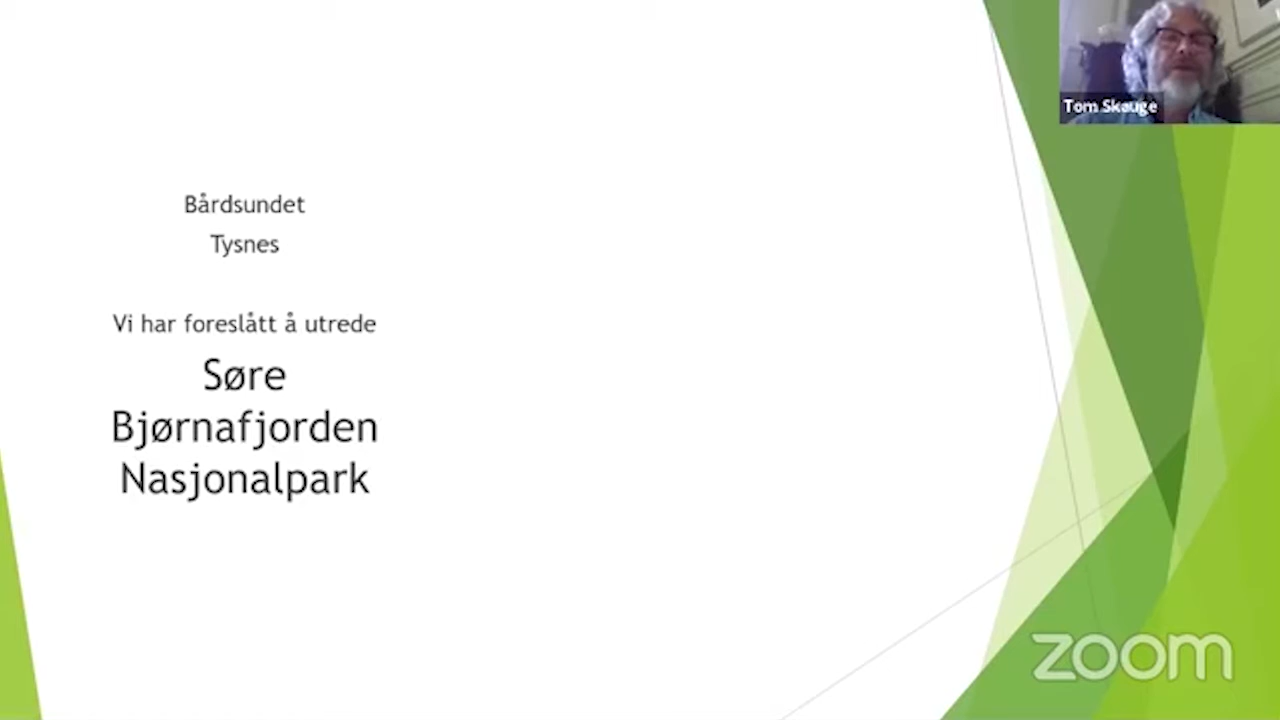 Bårdsundet
Tysnes
Vi har foreslått å utrede
Søre
Bjørnafjorden
Nasjonalpark
Tom Skauge
zoom